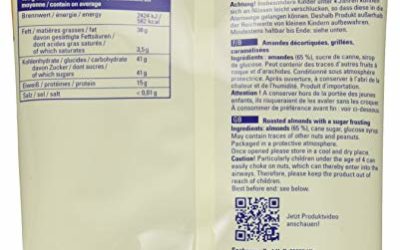 moyenne / contain on average
Brennwert / énergie / energy
2424 kJ /
582 kcal
Fett / matières grasses / fat
davon gesättigte Fettsäuren /
dont acides gras saturés /
of which saturates
38 g
3,5 g
Kohlenhydrate / glucides / carbohydrate
davon Zucker / dont sucres /
of which sugars
41 g
41 g
Eiweiß / protéines / protein
15 g
Salz / sel / salt
< 0,01 g
Achtung! Insbesondere Kinder unter 4 Jahren können
an Nüssen leicht verschlucken, so dass diese in die
Atemwege gelangen können. Deshalb Produkt außerhalb
der Reichweite von kleinen Kindern aufbewahren.
Mindestens haltbar bis Ende: siehe unten.
Amandes décortiquées, grillées,
caramélisées
Ingrédients: amandes (65 %), sucre de canne, sirop
de glucose. Peut contenir des traces d'autres fruits à
coque et d'arachides. Conditionné sous atmosphère
protectrice. Après ouverture, à conserver à l'abri de la
chaleur et de l'humidité. Produit d'importation.
Attention ! A conserver hors de la portée des jeunes
enfants, ils risqueraient de les avaler sans les croquer.
A consommer de préférence avant fin: voir ci-dessous.
GB
Roasted almonds with a sugar frosting
Ingredients: almonds (65 %), cane sugar, glucose syrup.
May contain traces of other nuts and peanuts.
Packaged in a protective atmosphere.
Once opened please store in a cool and dry place.
Caution! Particularly children under the age of 4 can
easily choke on nuts, which can thereby enter into the
airways. Therefore, please keep the product out of
reach of children.
Best before end: see below.
Jetzt Produktvideo
anschauen!